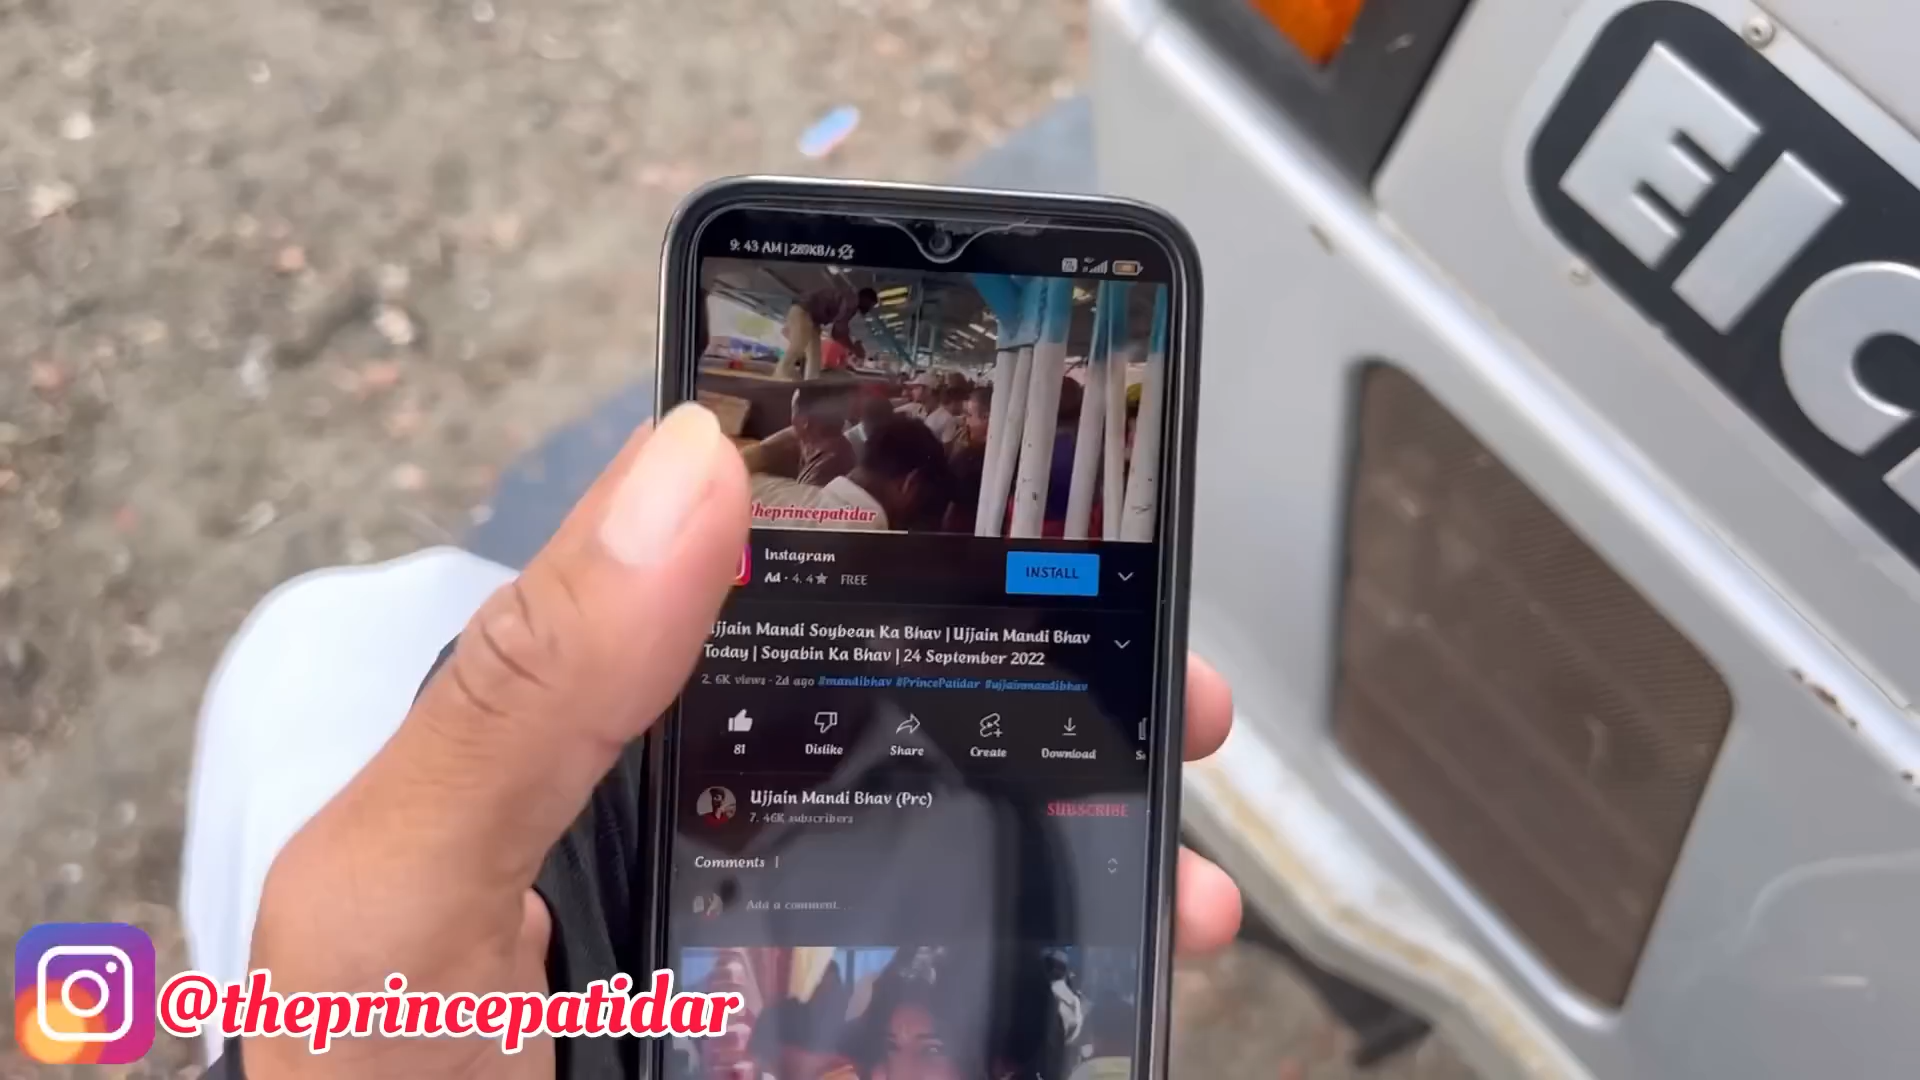 9:43 AM | 289KB/s
theprincepatidar
Instagram
Ad · 4.4★ FREE
INSTALL
Ujjain Mandi Soybean Ka Bhav | Ujjain Mandi Bhav
Today | Soyabin Ka Bhav | 24 September 2022
2.6K views · 2d ago #mandibhav #PrincePatidar #ujjainmandibhav
81
Dislike
Share
Create
Download
Ujjain Mandi Bhav (Prc)
7.46K subscribers
SUBSCRIBE
Comments
Add a comment...
EIC
@theprincepatidar